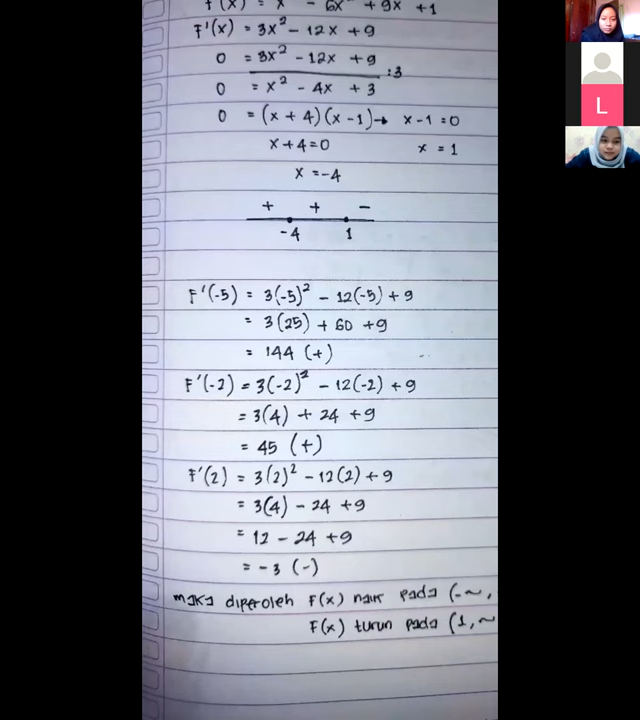 f(x) = x - 6x² + 9x + 1
F'(x) = 3x² - 12x + 9
0 = 3x² - 12x + 9 :3
0 = x² - 4x + 3
0 = (x + 4)(x - 1) → x - 1 = 0
x + 4 = 0 x = 1
x = -4
+ + -
-4 1
F'(-5) = 3(-5)² - 12(-5) + 9
= 3(25) + 60 + 9
= 144 (+)
F'(-2) = 3(-2)² - 12(-2) + 9
= 3(4) + 24 + 9
= 45 (+)
F'(2) = 3(2)² - 12(2) + 9
= 3(4) - 24 + 9
= 12 - 24 + 9
= -3 (-)
maka diperoleh F(x) naik pada (-~,
F(x) turun pada (1, ~
L